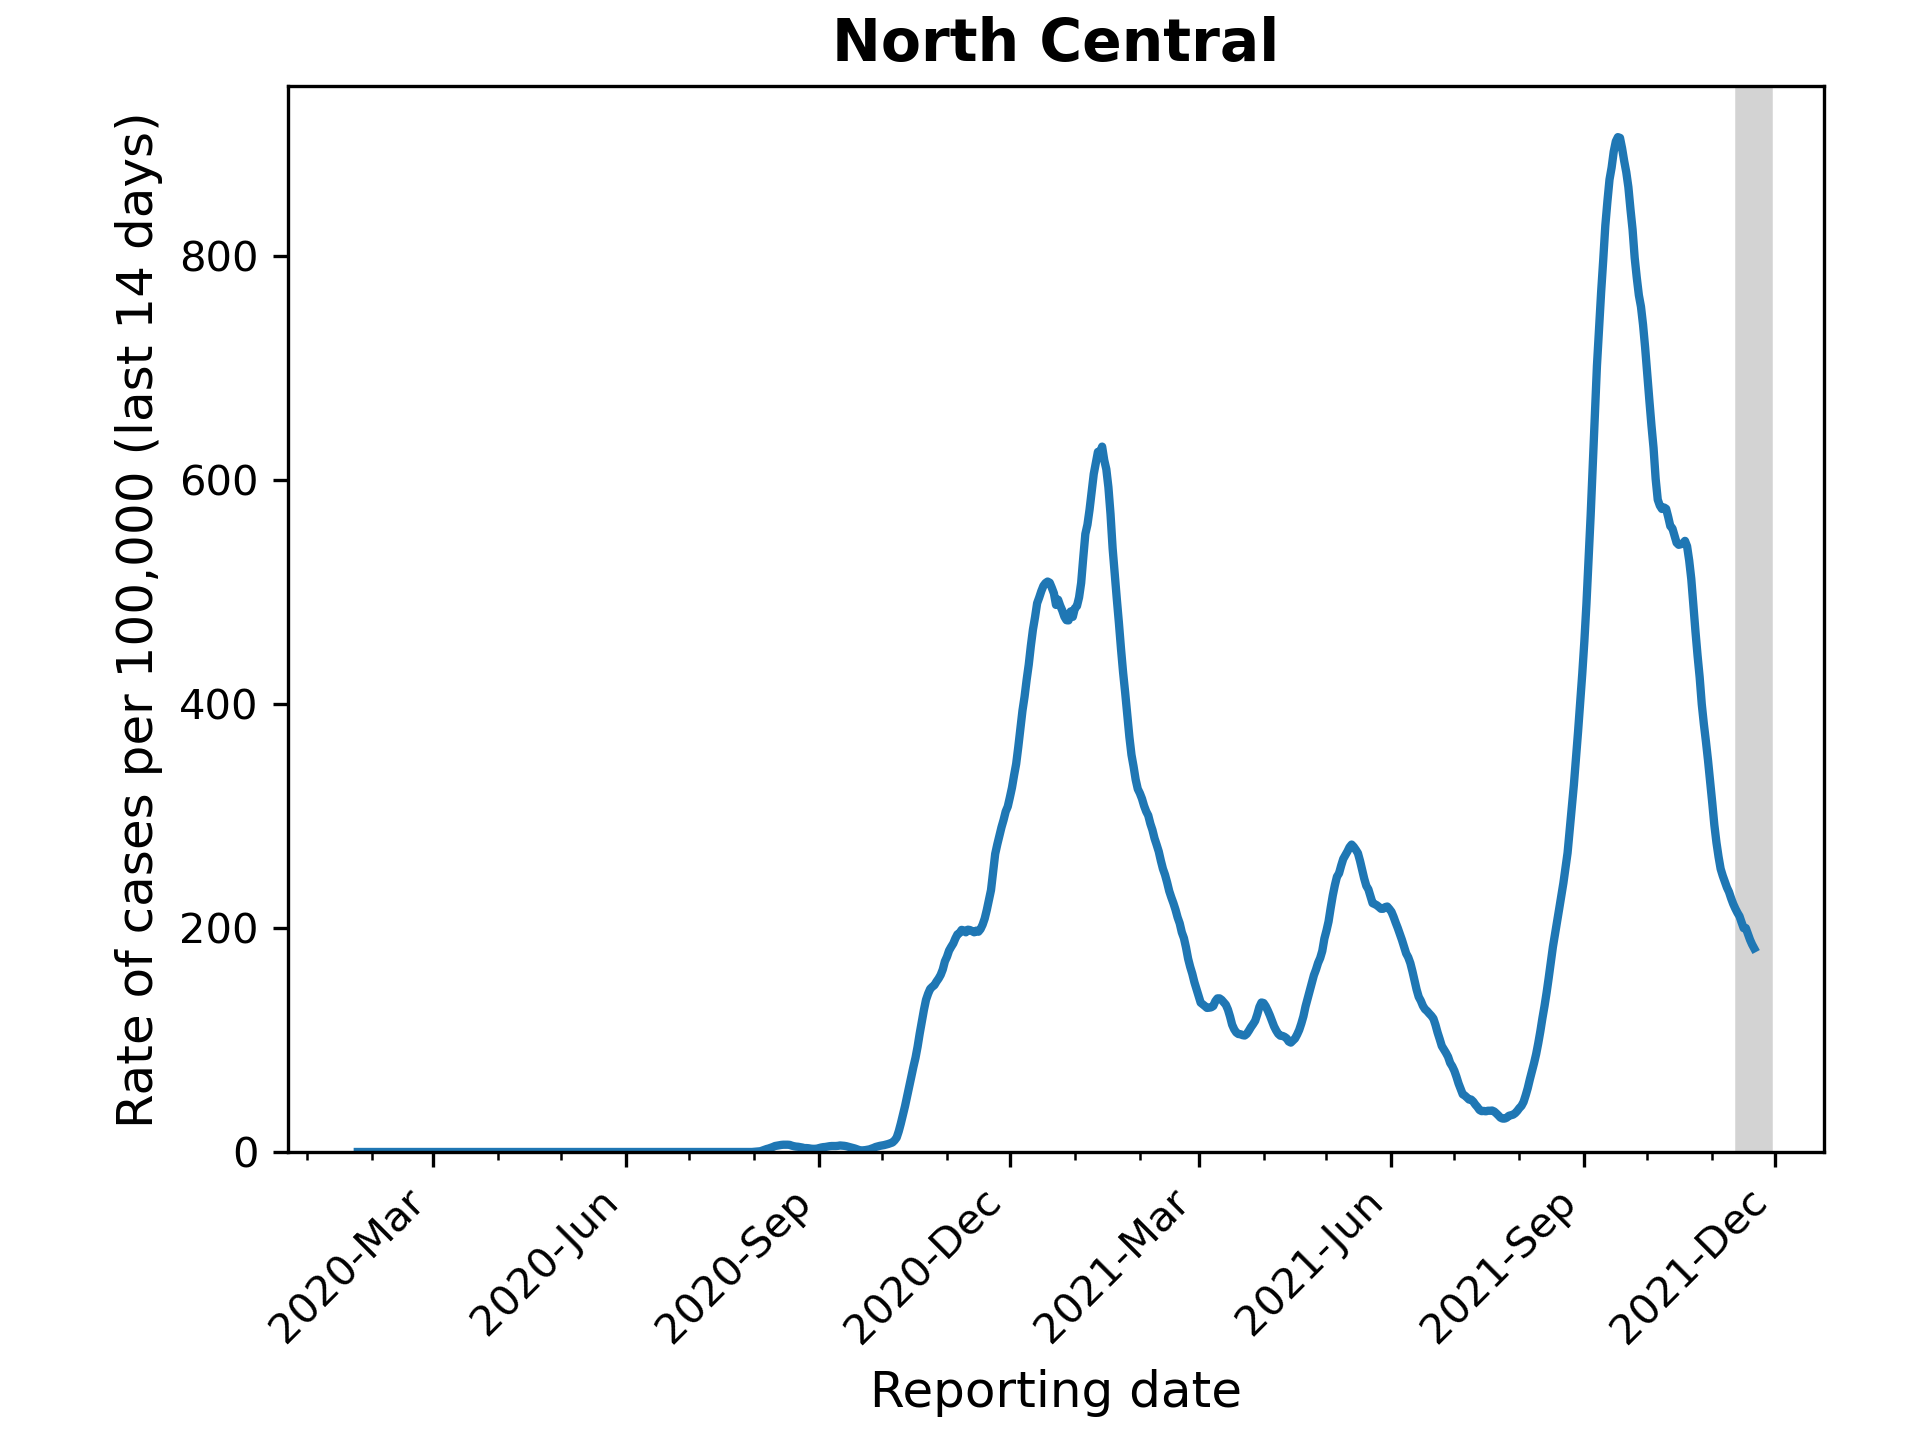 North Central
Rate of cases per 100,000 (last 14 days)
800
600
400
200
0
2020-Mar
2020-Jun
2020-Sep
2020-Dec
2021-Mar
2021-Jun
2021-Sep
2021-Dec
Reporting date